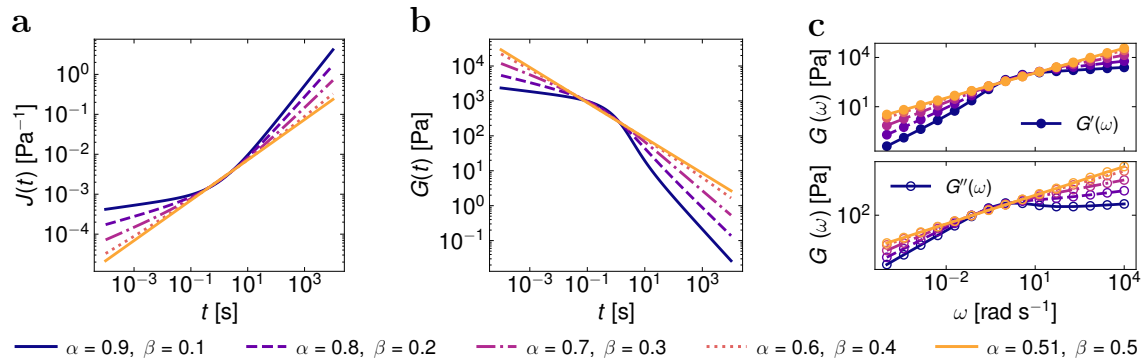 a
b
c
J(t) [Pa⁻¹]
10⁰
10⁻¹
10⁻²
10⁻³
10⁻⁴
10⁻³ 10⁻¹ 10¹ 10³
t [s]
G(t) [Pa]
10⁴
10³
10²
10¹
10⁰
10⁻¹
10⁻³ 10⁻¹ 10¹ 10³
t [s]
G (ω) [Pa]
10⁴
10¹
G′(ω)
G (ω) [Pa]
10²
G′′(ω)
10⁻² 10¹ 10⁴
ω [rad s⁻¹]
α = 0.9, β = 0.1 α = 0.8, β = 0.2 α = 0.7, β = 0.3 α = 0.6, β = 0.4 α = 0.51, β = 0.5